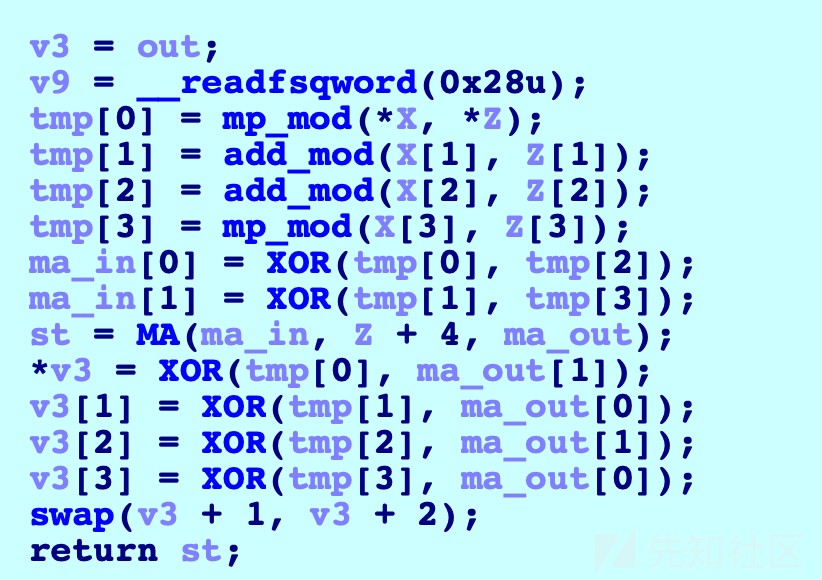 v3 = out;
v9 = __readfsqword(0x28u);
tmp[0] = mp_mod(*X, *Z);
tmp[1] = add_mod(X[1], Z[1]);
tmp[2] = add_mod(X[2], Z[2]);
tmp[3] = mp_mod(X[3], Z[3]);
ma_in[0] = XOR(tmp[0], tmp[2]);
ma_in[1] = XOR(tmp[1], tmp[3]);
st = MA(ma_in, Z + 4, ma_out);
*v3 = XOR(tmp[0], ma_out[1]);
v3[1] = XOR(tmp[1], ma_out[0]);
v3[2] = XOR(tmp[2], ma_out[1]);
v3[3] = XOR(tmp[3], ma_out[0]);
swap(v3 + 1, v3 + 2);
return st;
先知社区